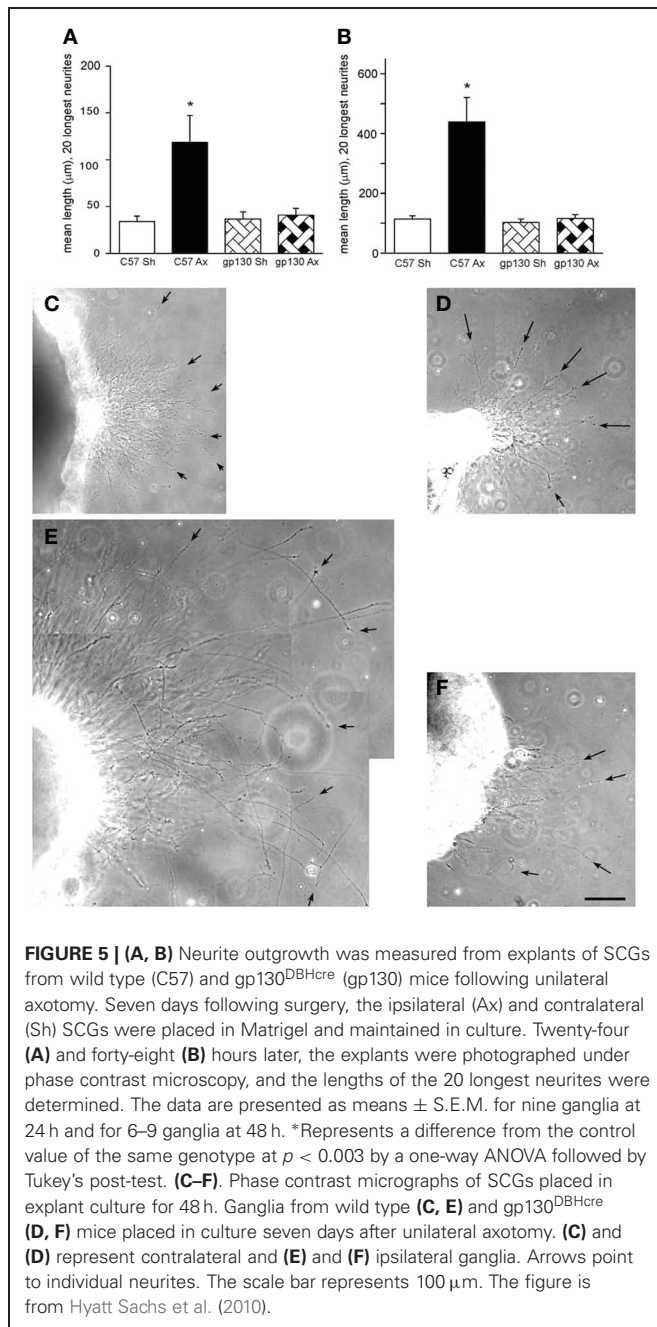 A
B
mean length (µm), 20 longest neurites
200
150
100
50
0
*
C57 Sh
C57 Ax
gp130 Sh
gp130 Ax
mean length (µm), 20 longest neurites
600
400
200
0
*
C57 Sh
C57 Ax
gp130 Sh
gp130 Ax
C
D
E
F
FIGURE 5 | (A, B) Neurite outgrowth was measured from explants of SCGs
from wild type (C57) and gp130DBHcre (gp130) mice following unilateral
axotomy. Seven days following surgery, the ipsilateral (Ax) and contralateral
(Sh) SCGs were placed in Matrigel and maintained in culture. Twenty-four
(A) and forty-eight (B) hours later, the explants were photographed under
phase contrast microscopy, and the lengths of the 20 longest neurites were
determined. The data are presented as means ± S.E.M. for nine ganglia at
24 h and for 6–9 ganglia at 48 h. *Represents a difference from the control
value of the same genotype at p < 0.003 by a one-way ANOVA followed by
Tukey's post-test. (C–F). Phase contrast micrographs of SCGs placed in
explant culture for 48 h. Ganglia from wild type (C, E) and gp130DBHcre
(D, F) mice placed in culture seven days after unilateral axotomy. (C) and
(D) represent contralateral and (E) and (F) ipsilateral ganglia. Arrows point
to individual neurites. The scale bar represents 100 µm. The figure is
from Hyatt Sachs et al. (2010).